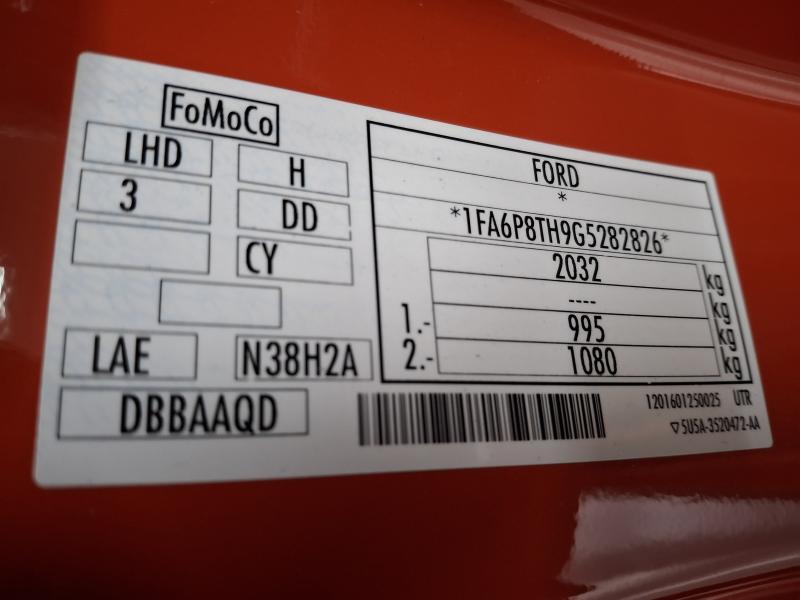 FoMoCo
LHD H
3 DD
CY
LAE N38H2A
DBBAAQD
FORD
*
*1FA6P8TH9G5282826*
2032 kg
---- kg
1.- 995 kg
2.- 1080 kg
1201601250025 UTR
▽5U5A-3520472-AA